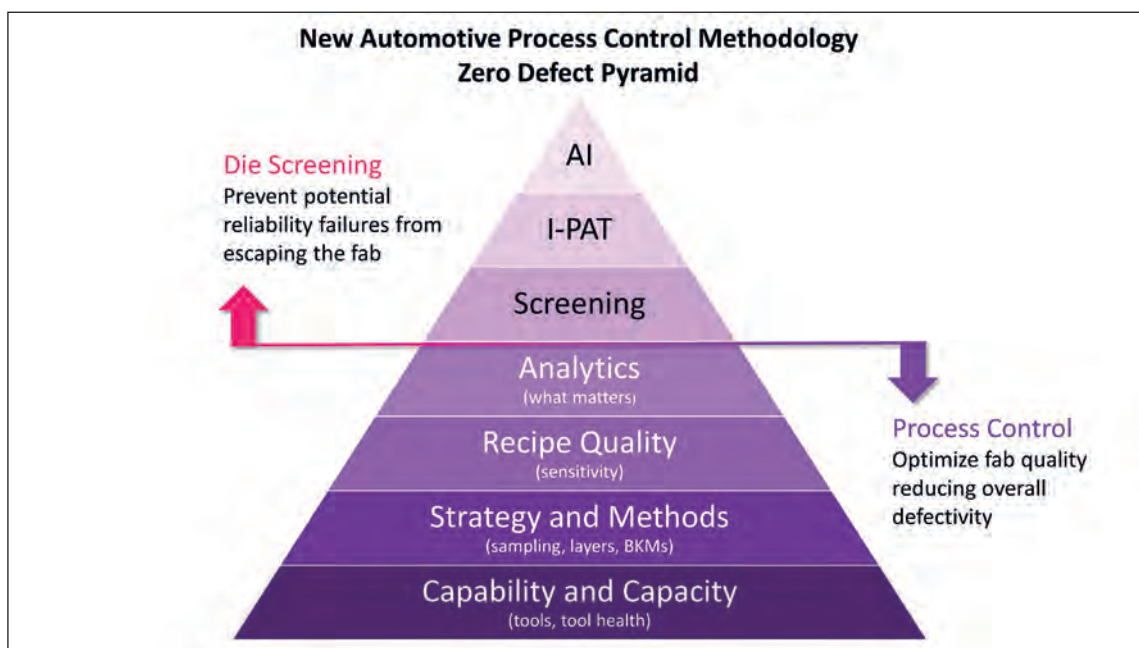 New Automotive Process Control Methodology
Zero Defect Pyramid
AI
Die Screening
Prevent potential
reliability failures from
escaping the fab
I-PAT
Screening
Analytics
(what matters)
Process Control
Optimize fab quality
reducing overall
defectivity
Recipe Quality
(sensitivity)
Strategy and Methods
(sampling, layers, BKMs)
Capability and Capacity
(tools, tool health)